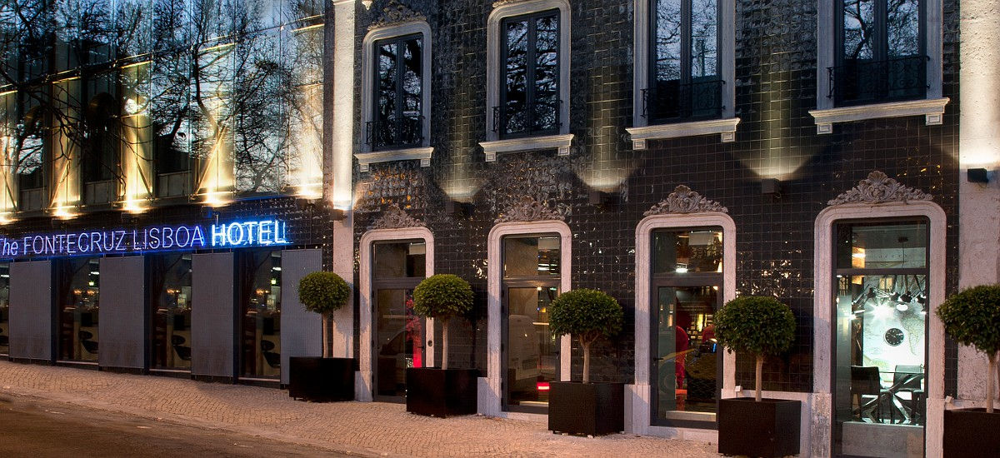 The FONTECRUZ LISBOA HOTEL